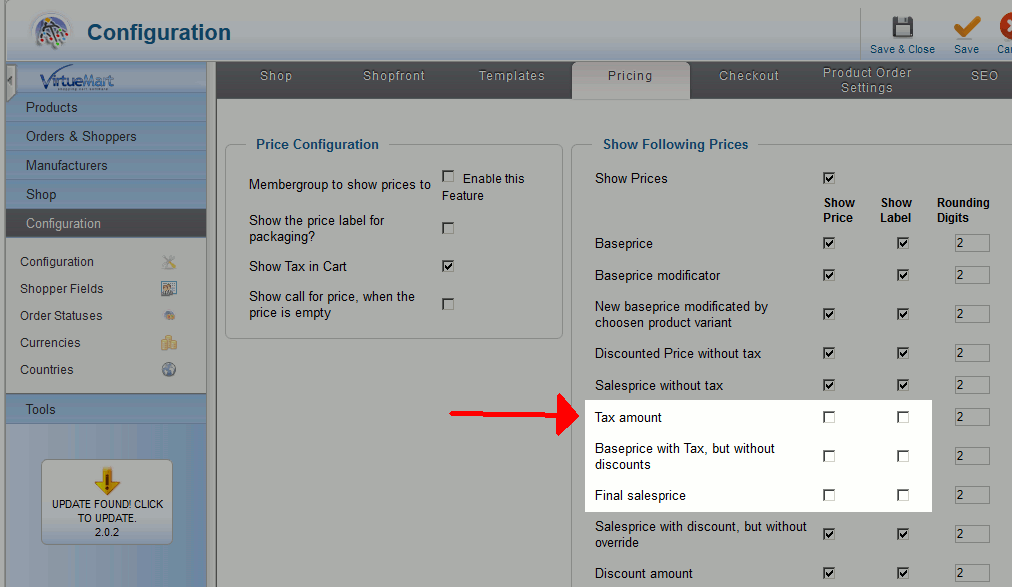 Configuration
Save & Close
Save
VirtueMart
Shop
Shopfront
Templates
Pricing
Checkout
Product Order
Settings
SEO
Products
Orders & Shoppers
Manufacturers
Shop
Configuration
Configuration
Shopper Fields
Order Statuses
Currencies
Countries
Tools
UPDATE FOUND! CLICK
TO UPDATE.
2.0.2
Price Configuration
Membergroup to show prices to
Enable this
Feature
Show the price label for
packaging?
Show Tax in Cart
Show call for price, when the
price is empty
Show Following Prices
Show Prices
Show
Price
Show
Label
Rounding
Digits
Baseprice
2
Baseprice modificator
2
New baseprice modificated by
choosen product variant
2
Discounted Price without tax
2
Salesprice without tax
2
Tax amount
2
Baseprice with Tax, but without
discounts
2
Final salesprice
2
Salesprice with discount, but without
override
2
Discount amount
2